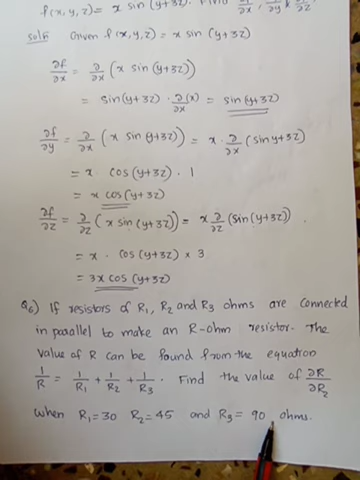 f(x,y,z) = x sin (y+3z). Find ∂f/∂x, ∂f/∂y & ∂f/∂z.
soln Given f(x,y,z) = x sin (y+3z)
∂f/∂x = ∂/∂x (x sin (y+3z))
= sin(y+3z) · ∂/∂x (x) = sin(y+3z)
∂f/∂y = ∂/∂x (x sin (y+3z)) = x · ∂/∂x (sin y+3z)
= x · cos (y+3z) · 1
= x cos (y+3z)
∂f/∂z = ∂/∂z (x sin (y+3z)) = x ∂/∂z (sin (y+3z)).
= x · cos (y+3z) × 3
= 3x cos (y+3z)
Q6) If resistors of R1, R2 and R3 ohms are connected
in parallel to make an R-ohm resistor. The
value of R can be found from the equation
1/R = 1/R1 + 1/R2 + 1/R3. Find the value of ∂R/∂R2
when R1=30 R2=45 and R3= 90 ohms.